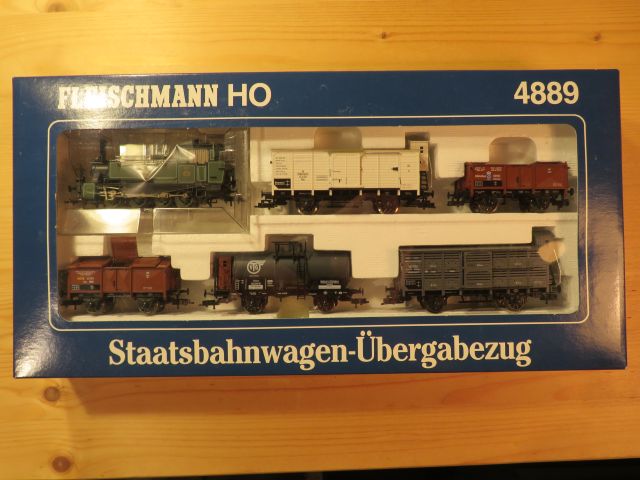 FLEISCHMANN HO
4889
Staatsbahnwagen-Übergabezug